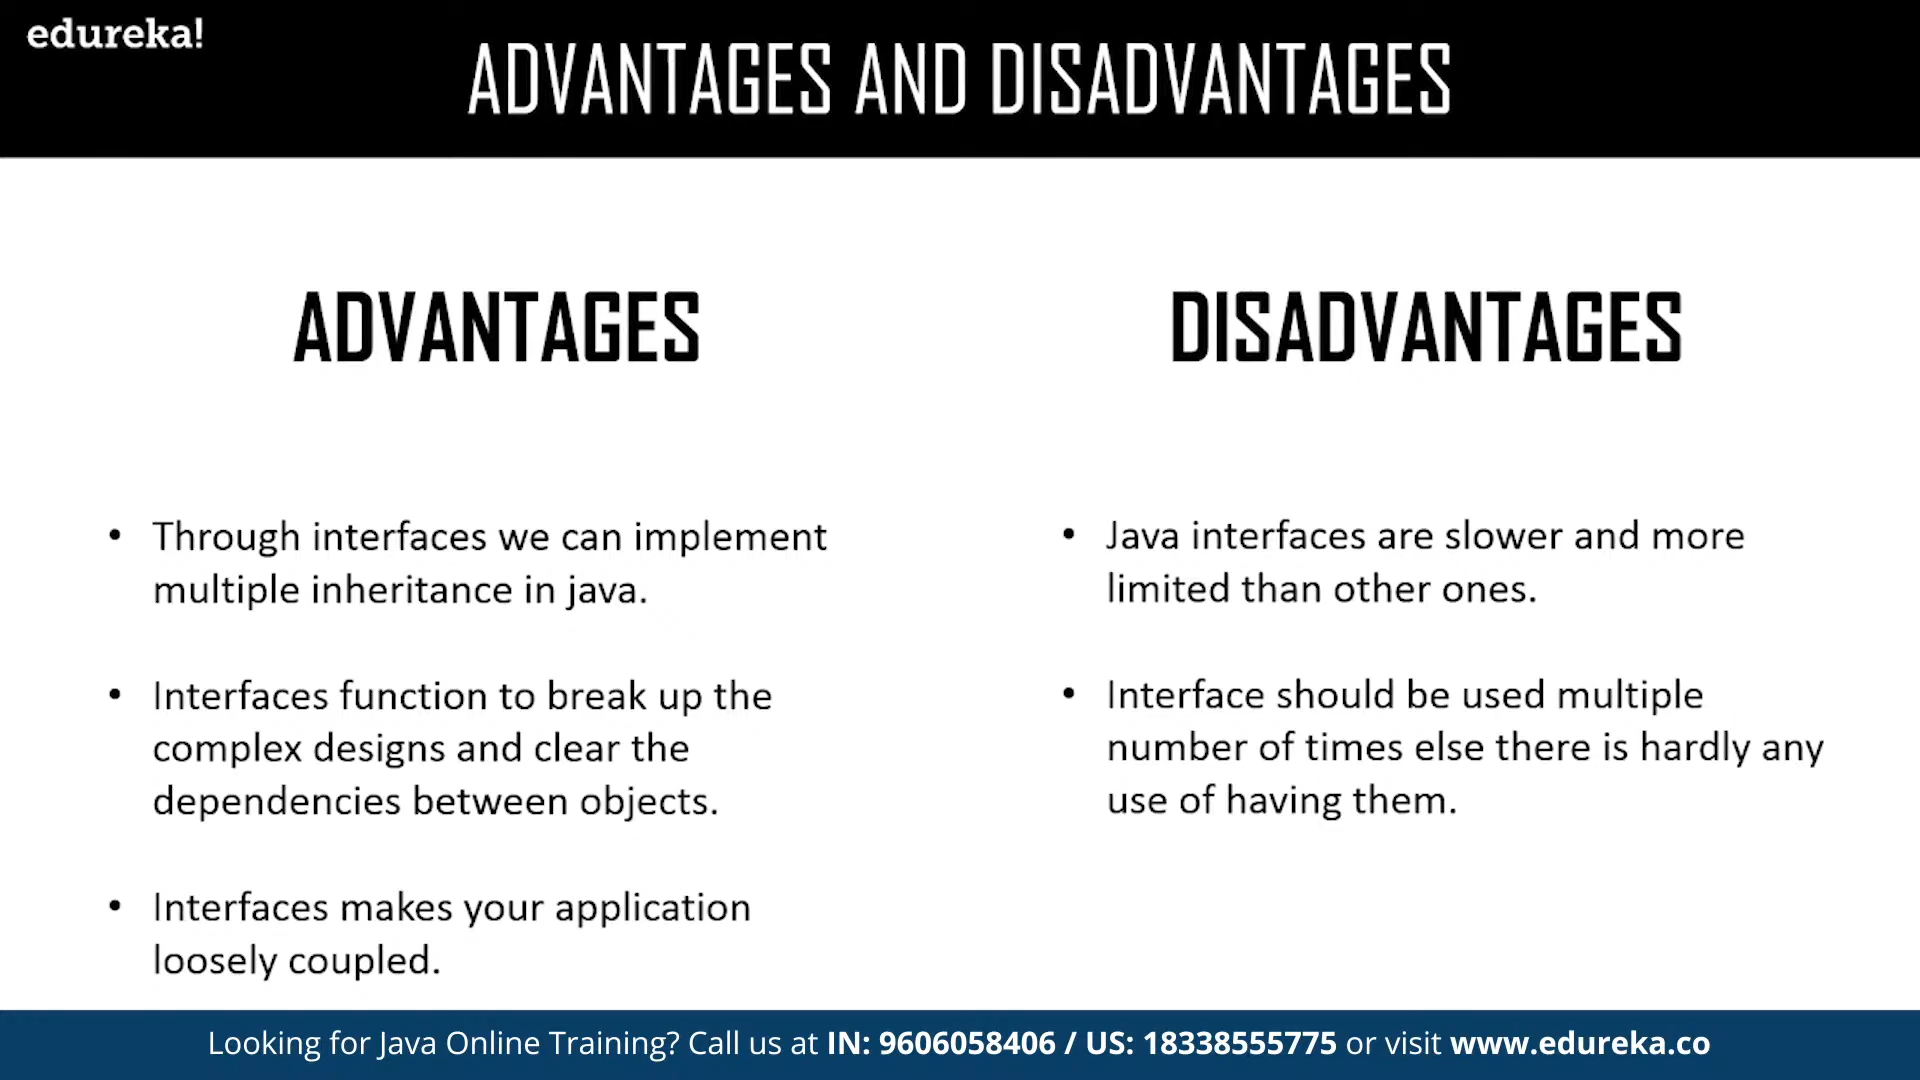 edureka!
ADVANTAGES AND DISADVANTAGES
ADVANTAGES
• Through interfaces we can implement
multiple inheritance in java.
• Interfaces function to break up the
complex designs and clear the
dependencies between objects.
• Interfaces makes your application
loosely coupled.
DISADVANTAGES
• Java interfaces are slower and more
limited than other ones.
• Interface should be used multiple
number of times else there is hardly any
use of having them.
Looking for Java Online Training? Call us at IN: 9606058406 / US: 18338555775 or visit www.edureka.co